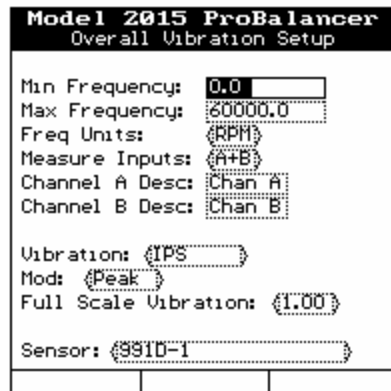 Model 2015 ProBalancer
Overall Vibration Setup
Min Frequency: 0.0
Max Frequency: 60000.0
Freq Units: {RPM}
Measure Inputs: {A+B}
Channel A Desc: Chan A
Channel B Desc: Chan B
Vibration: {IPS }
Mod: {Peak }
Full Scale Vibration: {1.00 }
Sensor: {991D-1 }